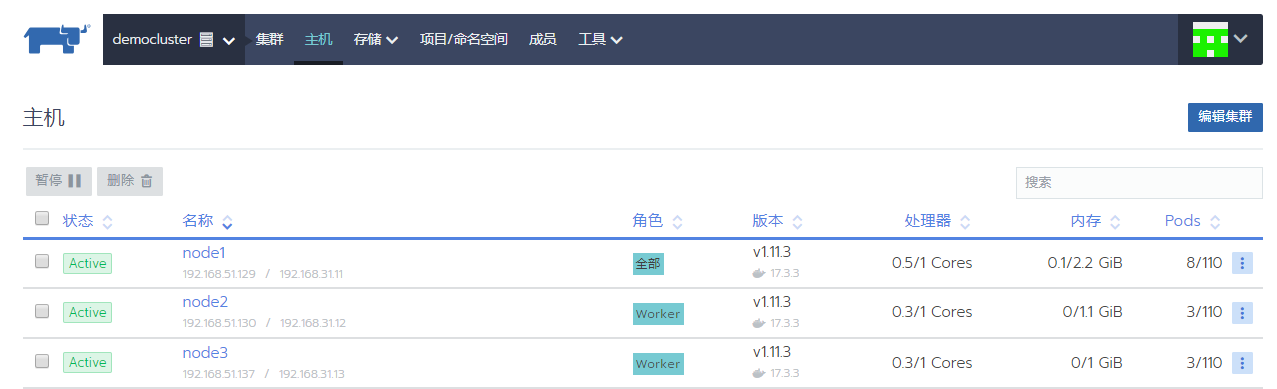 democluster 集群 主机 存储 项目/命名空间 成员 工具
主机 编辑集群
暂停 删除 搜索
状态 名称 角色 版本 处理器 内存 Pods
Active node1 全部 v1.11.3 0.5/1 Cores 0.1/2.2 GiB 8/110
192.168.51.129 / 192.168.31.11 17.3.3
Active node2 Worker v1.11.3 0.3/1 Cores 0/1.1 GiB 3/110
192.168.51.130 / 192.168.31.12 17.3.3
Active node3 Worker v1.11.3 0.3/1 Cores 0/1 GiB 3/110
192.168.51.137 / 192.168.31.13 17.3.3